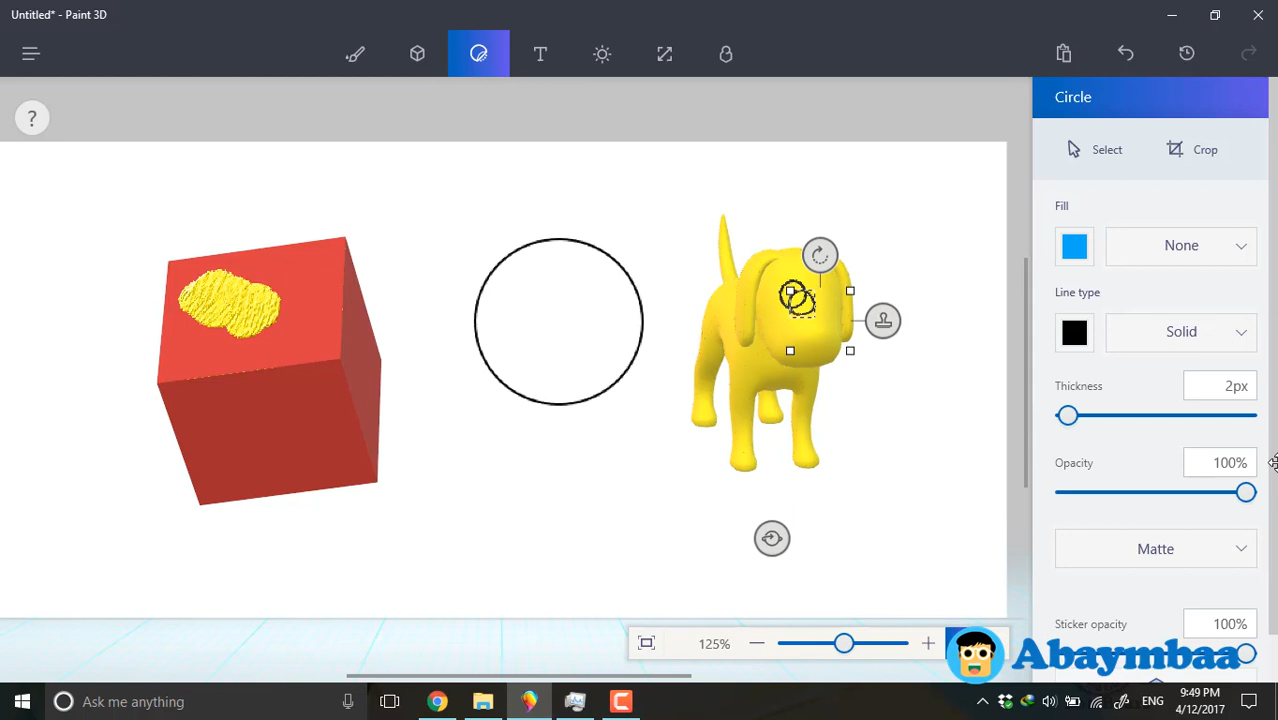 Untitled* - Paint 3D
T
?
Circle
Select
Crop
Fill
None
Line type
Solid
Thickness
2px
Opacity
100%
Matte
Sticker opacity
100%
125%
Abaymbaa
Ask me anything
ENG
9:49 PM
4/12/2017